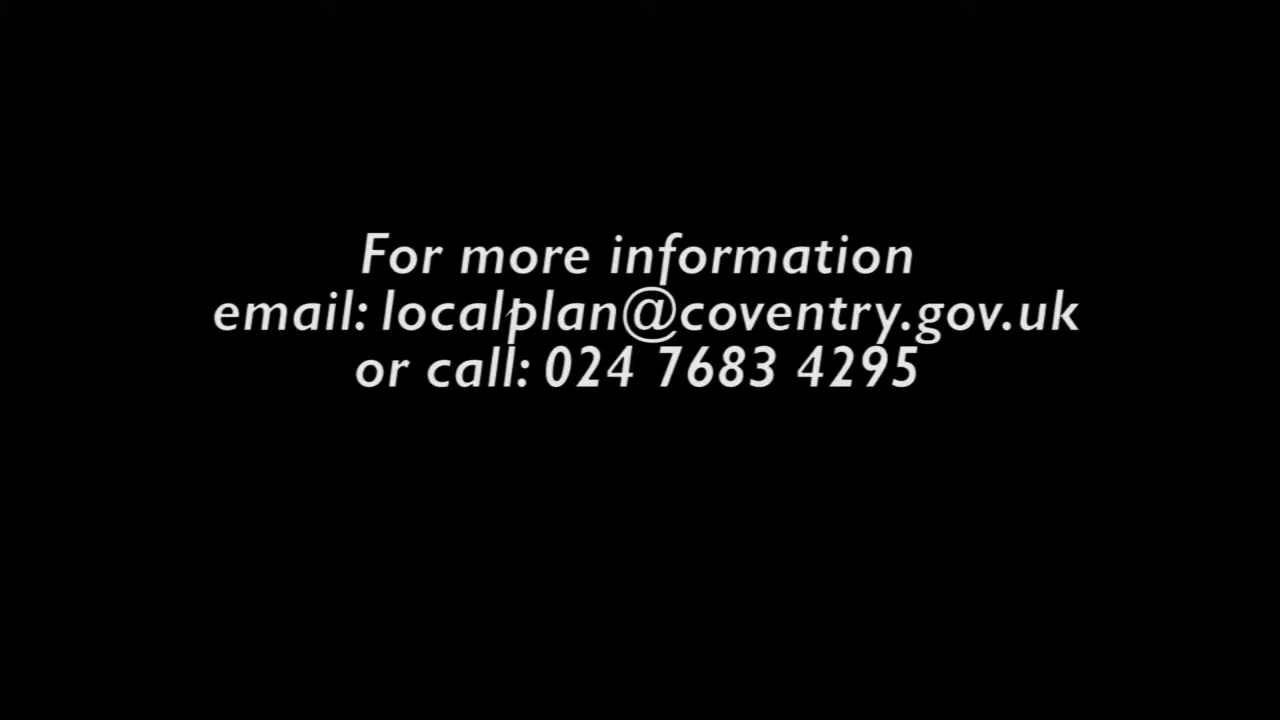 For more information
email: localplan@coventry.gov.uk
or call: 024 7683 4295